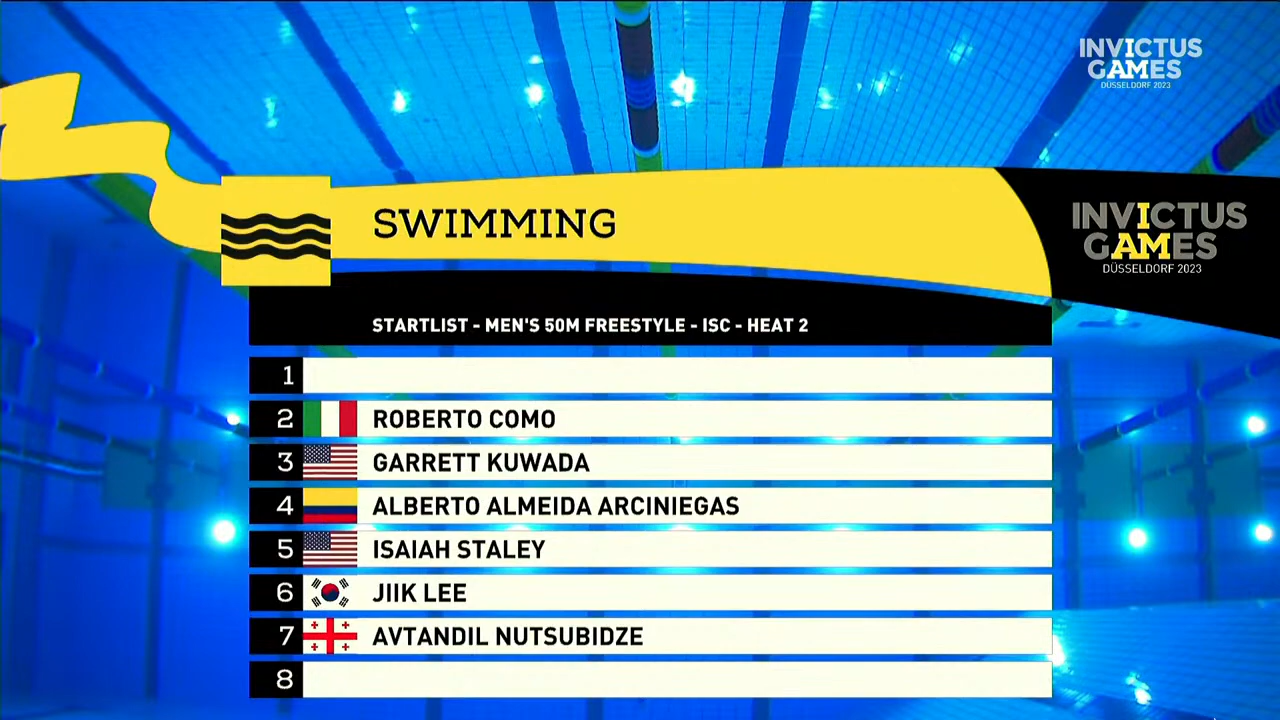 INVICTUS
GAMES
DÜSSELDORF 2023
SWIMMING
INVICTUS
GAMES
DÜSSELDORF 2023
STARTLIST - MEN'S 50M FREESTYLE - ISC - HEAT 2
1
2 ROBERTO COMO
3 GARRETT KUWADA
4 ALBERTO ALMEIDA ARCINIEGAS
5 ISAIAH STALEY
6 JIIK LEE
7 AVTANDIL NUTSUBIDZE
8